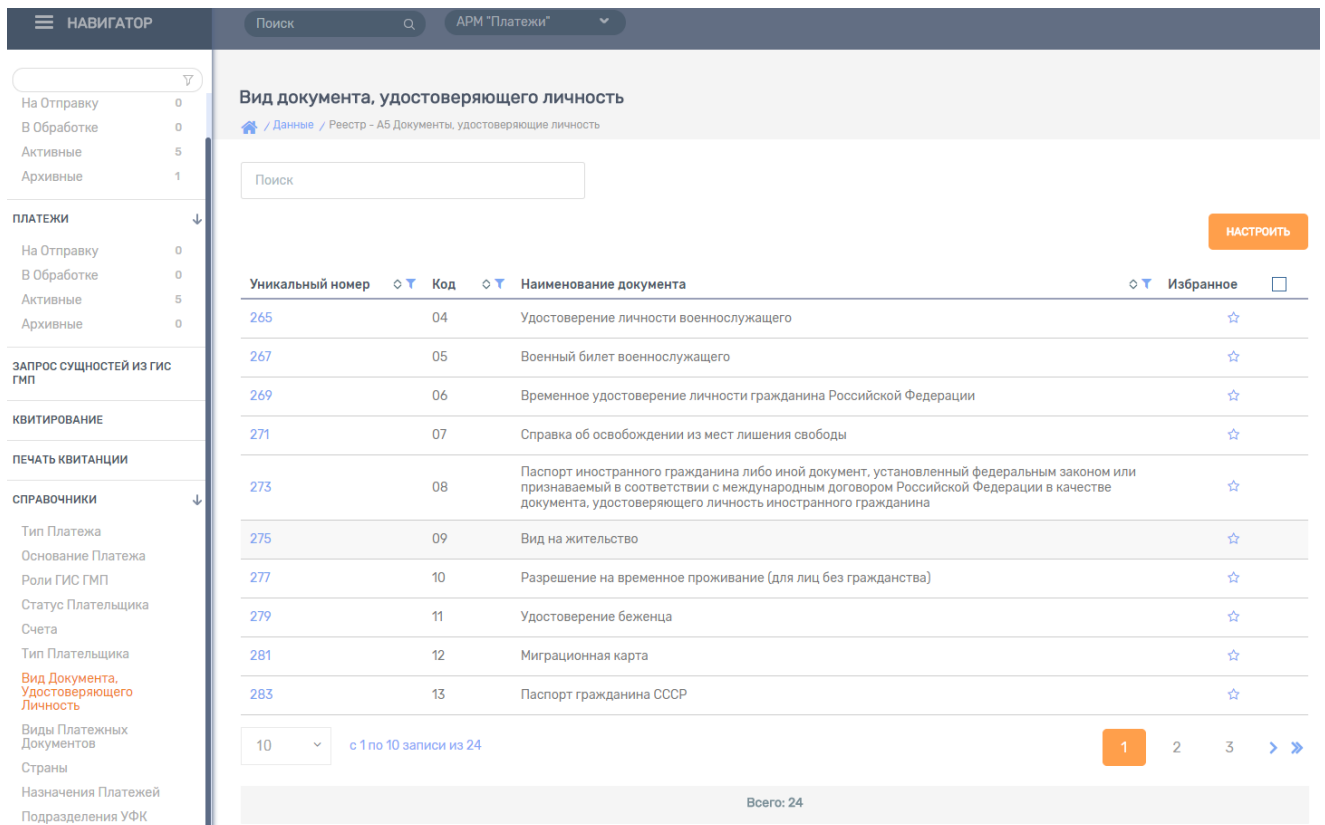 НАВИГАТОР
Поиск
АРМ "Платежи"
На Отправку 0
В Обработке 0
Активные 5
Архивные 1
ПЛАТЕЖИ
На Отправку 0
В Обработке 0
Активные 5
Архивные 0
ЗАПРОС СУЩНОСТЕЙ ИЗ ГИС
ГМП
КВИТИРОВАНИЕ
ПЕЧАТЬ КВИТАНЦИИ
СПРАВОЧНИКИ
Тип Платежа
Основание Платежа
Роли ГИС ГМП
Статус Плательщика
Счета
Тип Плательщика
Вид Документа,
Удостоверяющего
Личность
Виды Платежных
Документов
Страны
Назначения Платежей
Подразделения УФК
Вид документа, удостоверяющего личность
/ Данные / Реестр - А5 Документы, удостоверяющие личность
Поиск
НАСТРОИТЬ
Уникальный номер Код Наименование документа Избранное
265 04 Удостоверение личности военнослужащего
267 05 Военный билет военнослужащего
269 06 Временное удостоверение личности гражданина Российской Федерации
271 07 Справка об освобождении из мест лишения свободы
273 08 Паспорт иностранного гражданина либо иной документ, установленный федеральным законом или
признаваемый в соответствии с международным договором Российской Федерации в качестве
документа, удостоверяющего личность иностранного гражданина
275 09 Вид на жительство
277 10 Разрешение на временное проживание (для лиц без гражданства)
279 11 Удостоверение беженца
281 12 Миграционная карта
283 13 Паспорт гражданина СССР
10 с 1 по 10 записи из 24 1 2 3
Всего: 24